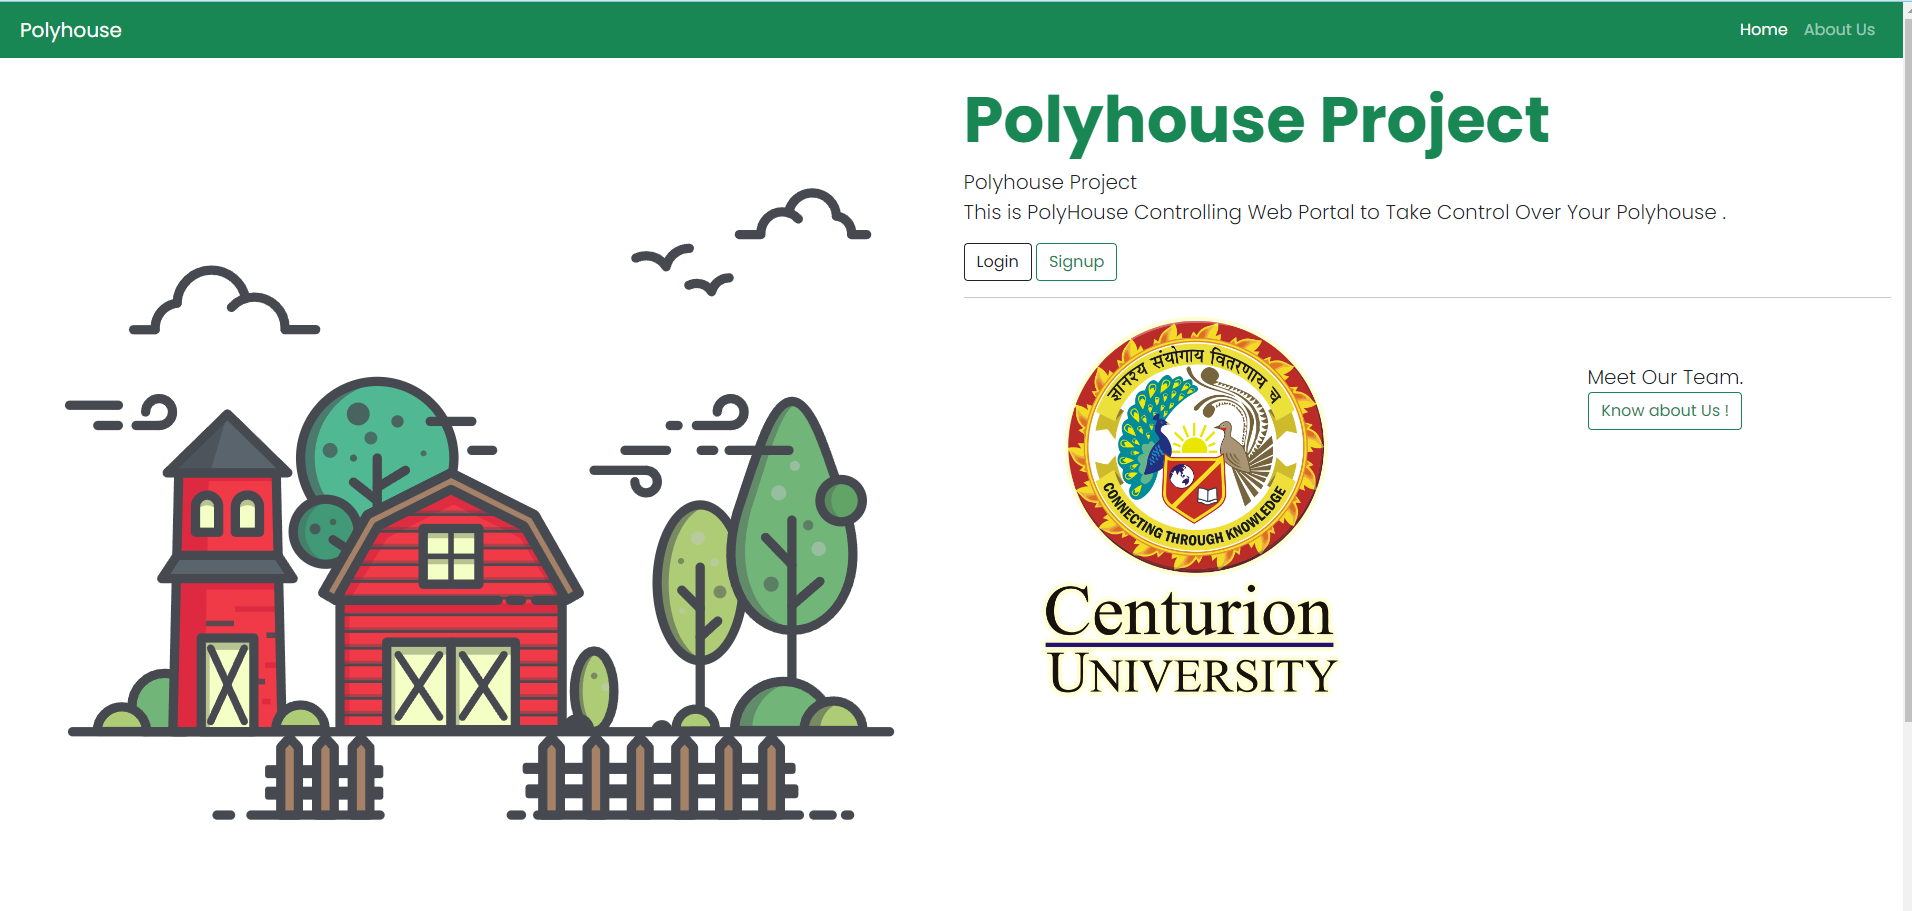 Polyhouse
Home About Us
Polyhouse Project
Polyhouse Project
This is PolyHouse Controlling Web Portal to Take Control Over Your Polyhouse .
Login Signup
ज्ञानश्य संयोगाय वितरणाय च
CONNECTING THROUGH KNOWLEDGE
Centurion
UNIVERSITY
Meet Our Team.
Know about Us !